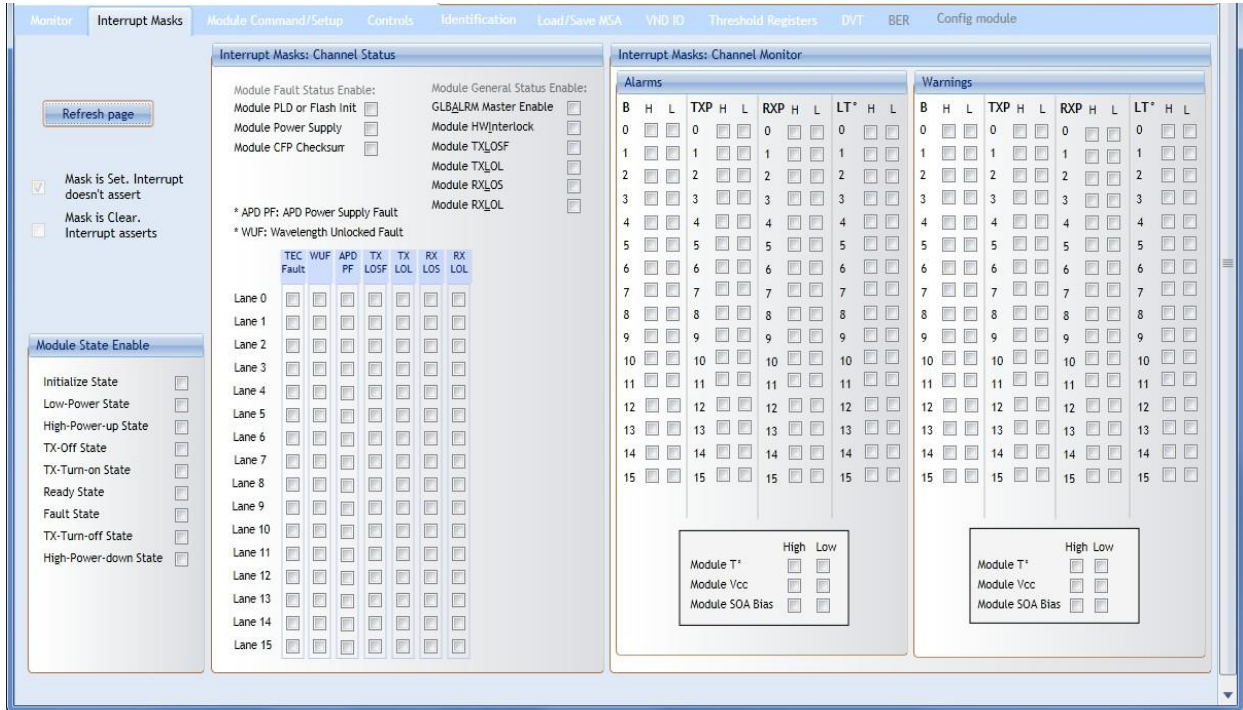 Monitor Interrupt Masks Module Command/Setup Controls Identification Load/Save MSA VND IO Threshold Registers DVT BER Config module
Refresh page
Mask is Set. Interrupt
doesn't assert
Mask is Clear.
Interrupt asserts
Module State Enable
Initialize State
Low-Power State
High-Power-up State
TX-Off State
TX-Turn-on State
Ready State
Fault State
TX-Turn-off State
High-Power-down State
Interrupt Masks: Channel Status
Module Fault Status Enable:
Module PLD or Flash Init
Module Power Supply
Module CFP Checksum
Module General Status Enable:
GLBALRM Master Enable
Module HWInterlock
Module TXLOSF
Module TXLOL
Module RXLOS
Module RXLOL
* APD PF: APD Power Supply Fault
* WUF: Wavelength Unlocked Fault
TEC WUF APD TX TX RX RX
Fault PF LOSF LOL LOS LOL
Lane 0
Lane 1
Lane 2
Lane 3
Lane 4
Lane 5
Lane 6
Lane 7
Lane 8
Lane 9
Lane 10
Lane 11
Lane 12
Lane 13
Lane 14
Lane 15
Interrupt Masks: Channel Monitor
Alarms
B H L TXP H L RXP H L LT° H L
0 0 0 0
1 1 1 1
2 2 2 2
3 3 3 3
4 4 4 4
5 5 5 5
6 6 6 6
7 7 7 7
8 8 8 8
9 9 9 9
10 10 10 10
11 11 11 11
12 12 12 12
13 13 13 13
14 14 14 14
15 15 15 15
High Low
Module T°
Module Vcc
Module SOA Bias
Warnings
B H L TXP H L RXP H L LT° H L
0 0 0 0
1 1 1 1
2 2 2 2
3 3 3 3
4 4 4 4
5 5 5 5
6 6 6 6
7 7 7 7
8 8 8 8
9 9 9 9
10 10 10 10
11 11 11 11
12 12 12 12
13 13 13 13
14 14 14 14
15 15 15 15
High Low
Module T°
Module Vcc
Module SOA Bias